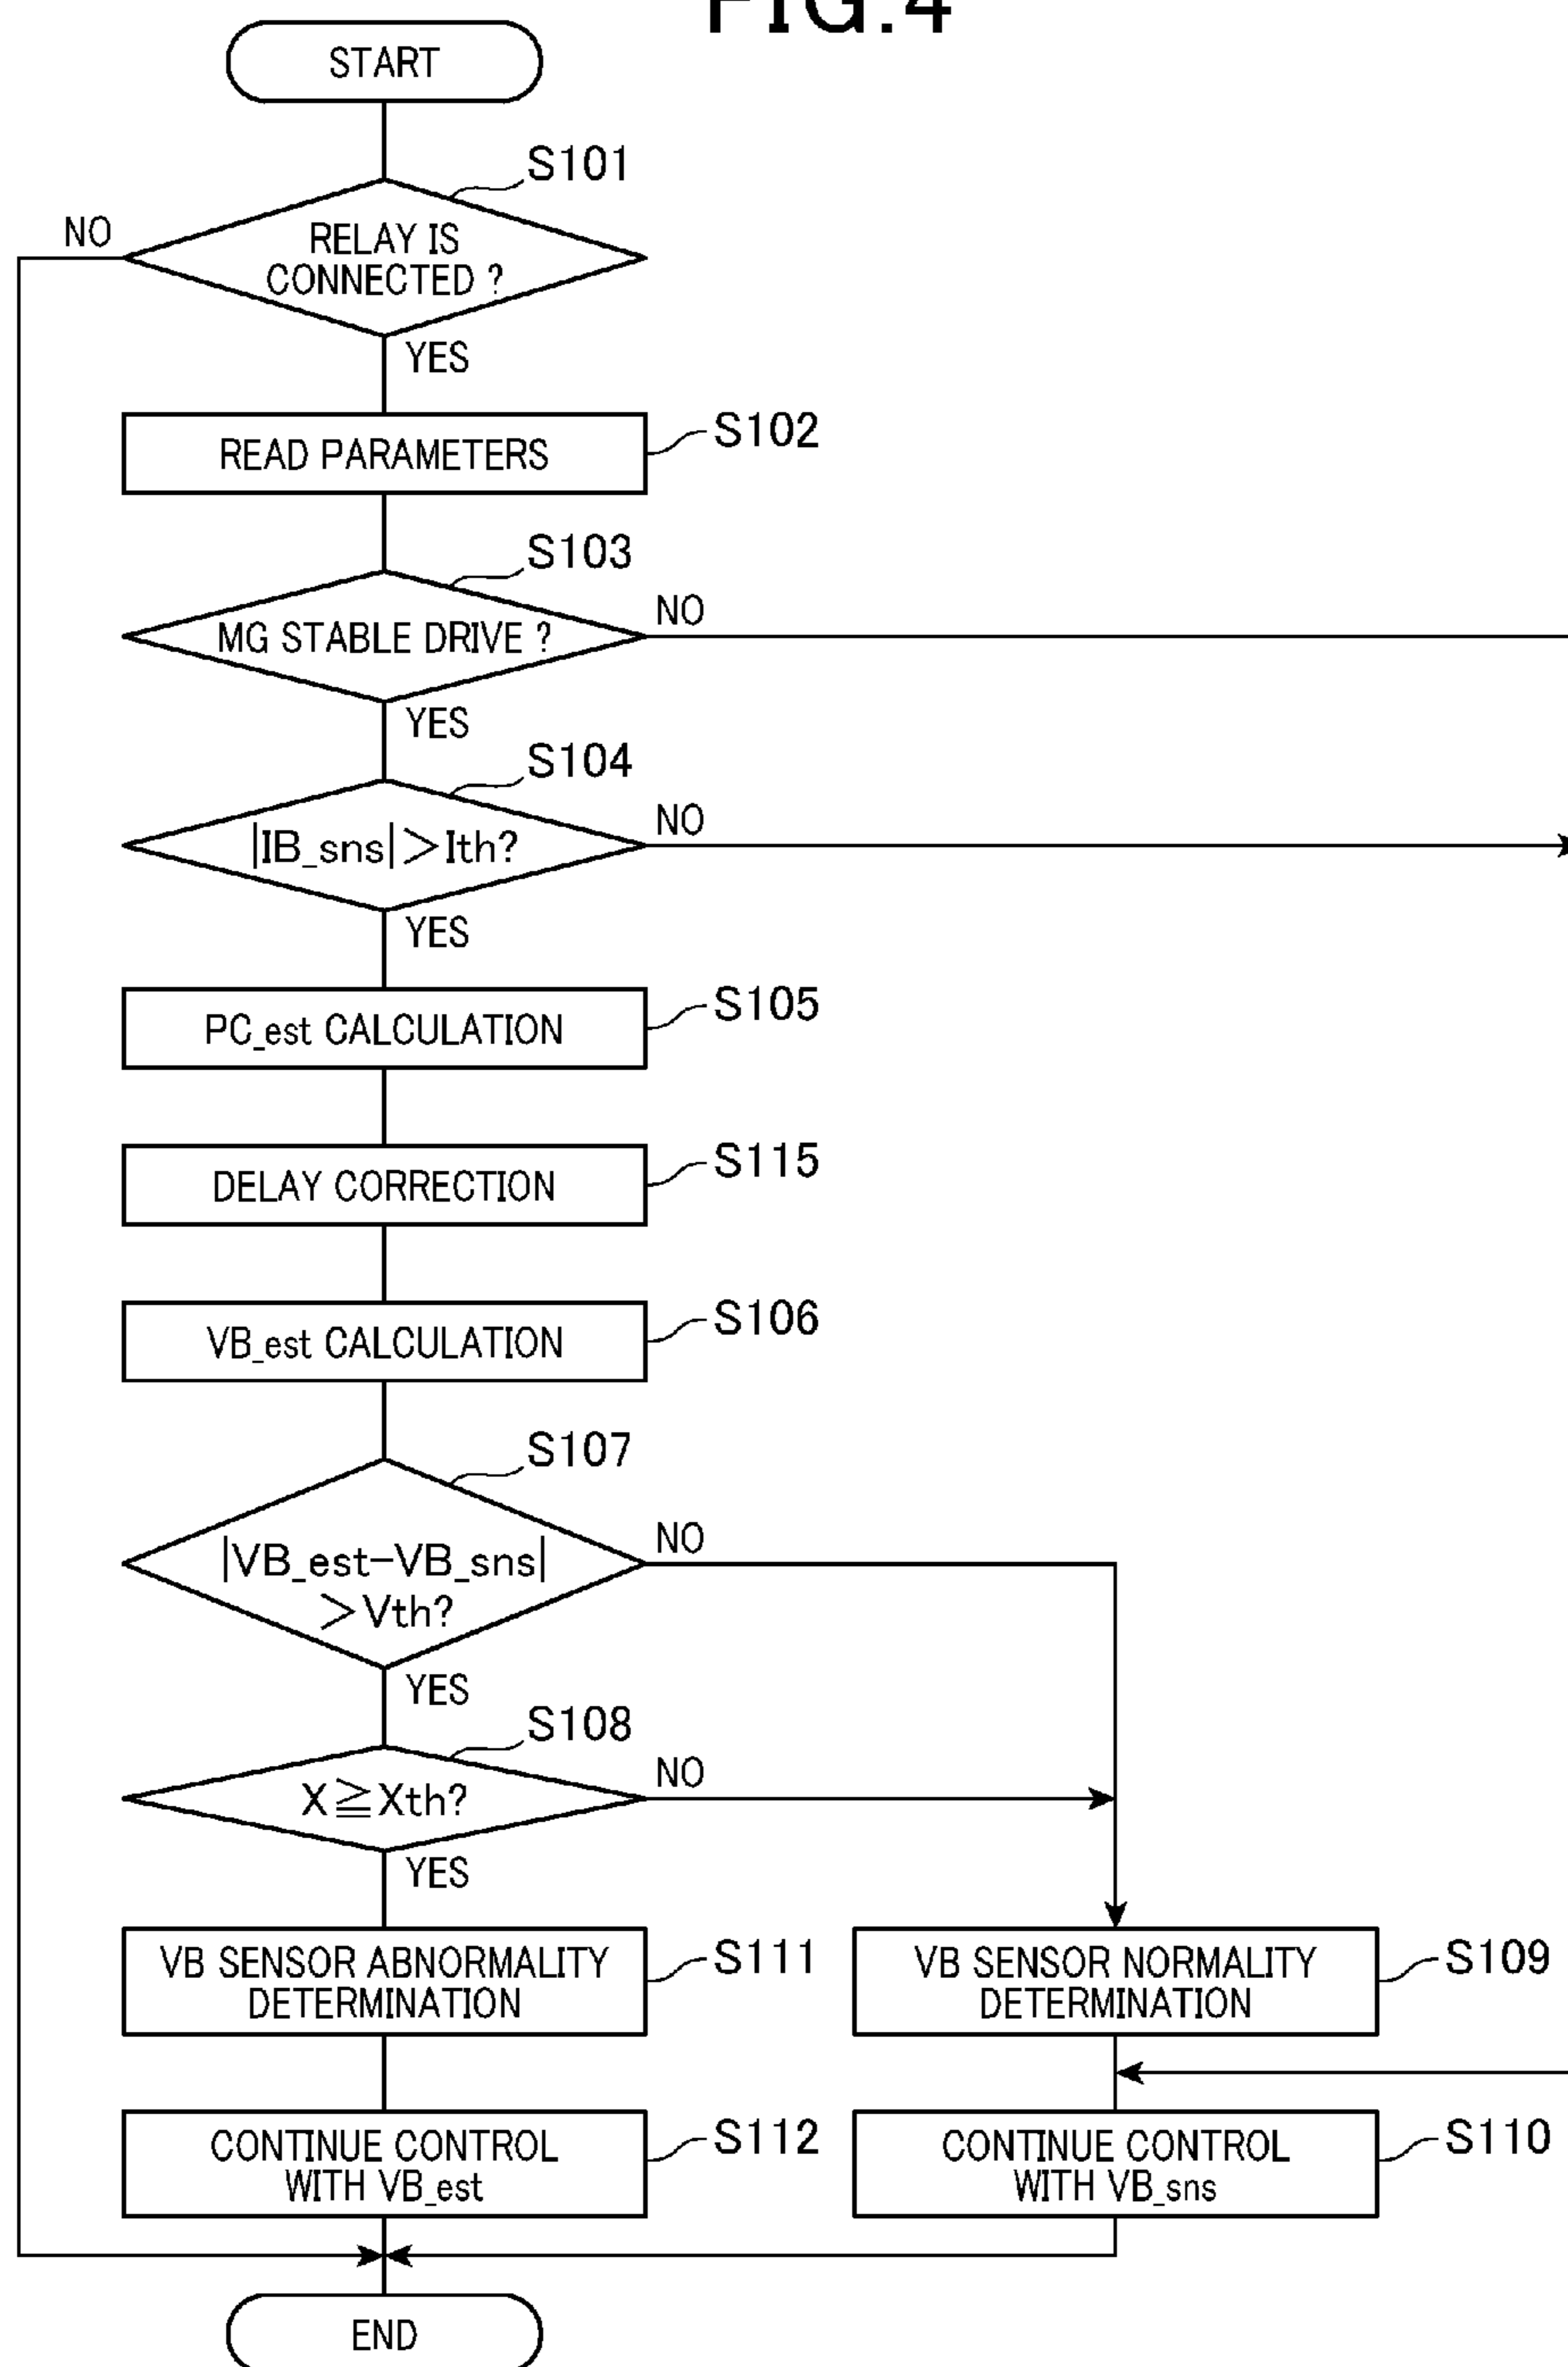 FIG.4
START
S101
NO
RELAY IS
CONNECTED ?
YES
READ PARAMETERS
S102
S103
MG STABLE DRIVE ?
NO
YES
S104
|IB_sns|>Ith?
NO
YES
PC_est CALCULATION
S105
DELAY CORRECTION
S115
VB_est CALCULATION
S106
S107
|VB_est-VB_sns|
>Vth?
NO
YES
S108
X≧Xth?
NO
YES
VB SENSOR ABNORMALITY
DETERMINATION
S111
VB SENSOR NORMALITY
DETERMINATION
S109
CONTINUE CONTROL
WITH VB_est
S112
CONTINUE CONTROL
WITH VB_sns
S110
END